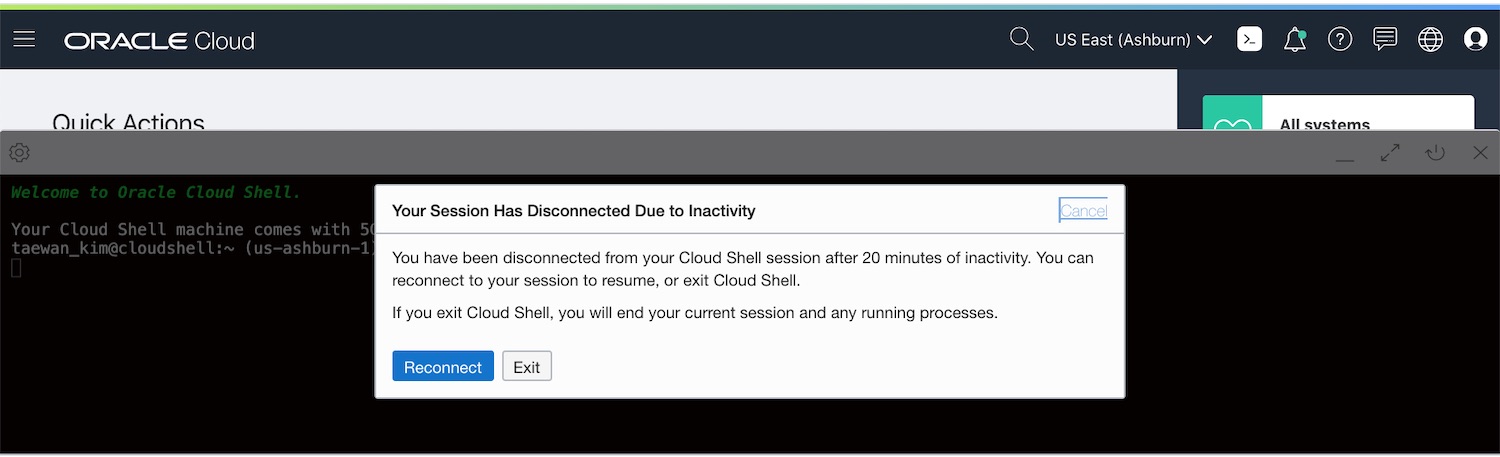 ORACLE Cloud
US East (Ashburn)
Quick Actions
All systems
Welcome to Oracle Cloud Shell.
Your Cloud Shell machine comes with
taewan_kim@cloudshell:~ (us-ashburn-1)
Your Session Has Disconnected Due to Inactivity
Cancel
You have been disconnected from your Cloud Shell session after 20 minutes of inactivity. You can
reconnect to your session to resume, or exit Cloud Shell.
If you exit Cloud Shell, you will end your current session and any running processes.
Reconnect
Exit